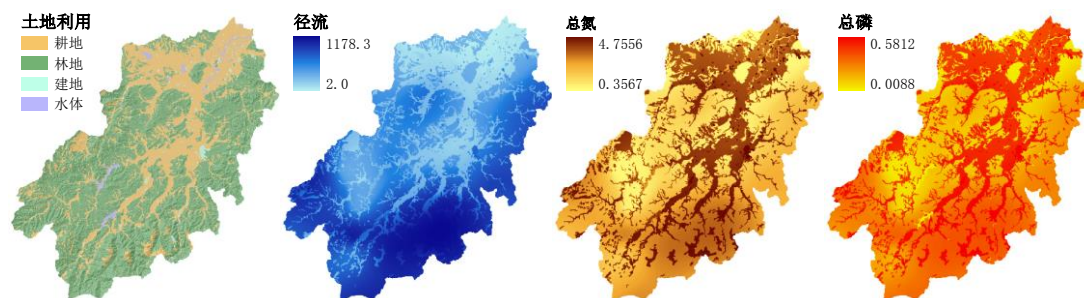 土地利用
耕地
林地
建地
水体
径流
1178.3
2.0
总氮
4.7556
0.3567
总磷
0.5812
0.0088